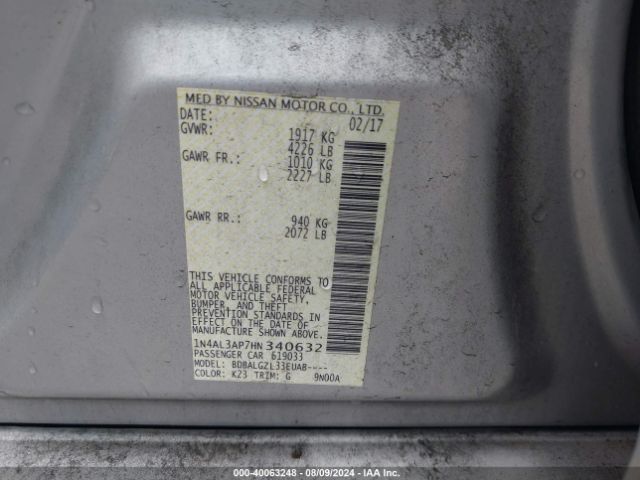 MFD BY NISSAN MOTOR CO., LTD.
DATE: 02/17
GVWR: 1917 KG
4226 LB
GAWR FR.: 1010 KG
2227 LB
GAWR RR.: 940 KG
2072 LB
THIS VEHICLE CONFORMS TO
ALL APPLICABLE FEDERAL
MOTOR VEHICLE SAFETY,
BUMPER, AND THEFT
PREVENTION STANDARDS IN
EFFECT ON THE DATE OF
MANUFACTURE SHOWN ABOVE.
1N4AL3AP7HN340632
PASSENGER CAR 619033
MODEL: BDBALGZL33EUAB----
COLOR: K23 TRIM: G 9N00A
000-40063248 - 08/09/2024 - IAA Inc.